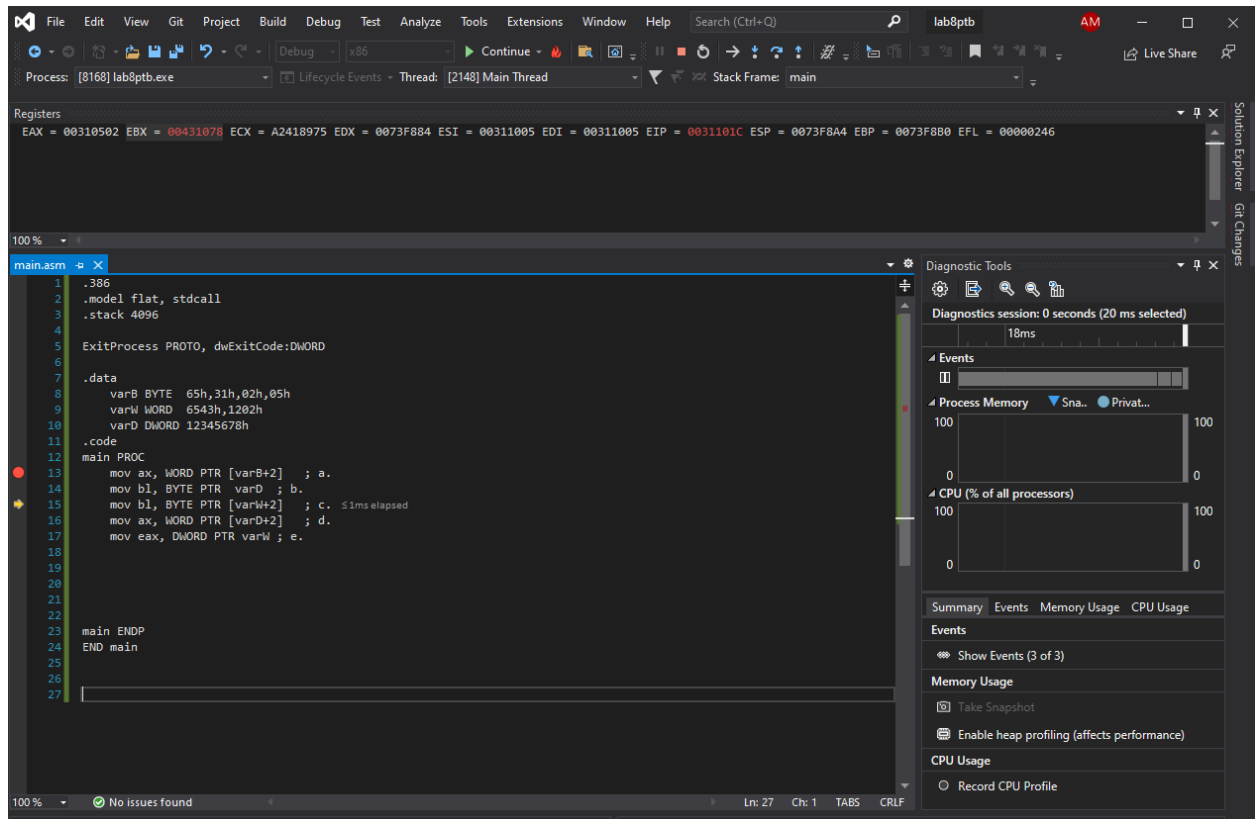 File Edit View Git Project Build Debug Test Analyze Tools Extensions Window Help Search (Ctrl+Q) lab8ptb AM
Debug x86 Continue Live Share
Process: [8168] lab8ptb.exe Lifecycle Events Thread: [2148] Main Thread Stack Frame: main
Registers
EAX = 00310502 EBX = 00431078 ECX = A2418975 EDX = 0073F884 ESI = 00311005 EDI = 00311005 EIP = 0031101C ESP = 0073F8A4 EBP = 0073F8B0 EFL = 00000246
100 %
Solution Explorer
Git Changes
main.asm
1 .386
2 .model flat, stdcall
3 .stack 4096
4
5 ExitProcess PROTO, dwExitCode:DWORD
6
7 .data
8 varB BYTE 65h,31h,02h,05h
9 varW WORD 6543h,1202h
10 varD DWORD 12345678h
11 .code
12 main PROC
13 mov ax, WORD PTR [varB+2] ; a.
14 mov bl, BYTE PTR varD ; b.
15 mov bl, BYTE PTR [varW+2] ; c. ≤1ms elapsed
16 mov ax, WORD PTR [varD+2] ; d.
17 mov eax, DWORD PTR varW ; e.
18
19
20
21
22
23 main ENDP
24 END main
25
26
27
100 % No issues found Ln: 27 Ch: 1 TABS CRLF
Diagnostic Tools
Diagnostics session: 0 seconds (20 ms selected)
18ms
Events
Process Memory Sna.. Privat...
100 100
0 0
CPU (% of all processors)
100 100
0 0
Summary Events Memory Usage CPU Usage
Events
Show Events (3 of 3)
Memory Usage
Take Snapshot
Enable heap profiling (affects performance)
CPU Usage
Record CPU Profile